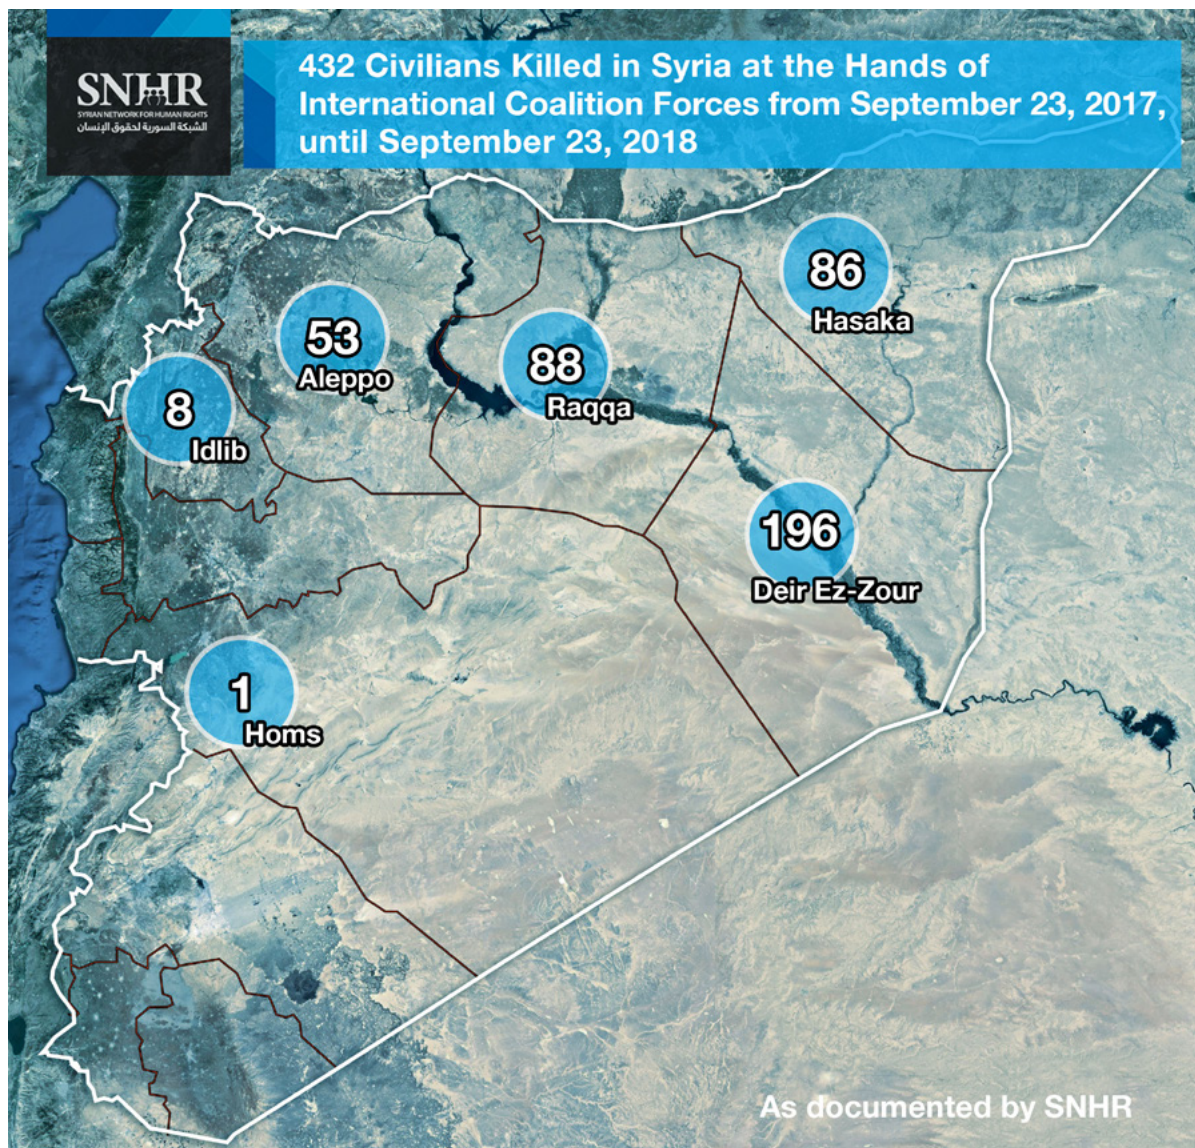 SNHR
SYRIAN NETWORK FOR HUMAN RIGHTS
الشبكة السورية لحقوق الإنسان
432 Civilians Killed in Syria at the Hands of
International Coalition Forces from September 23, 2017,
until September 23, 2018
86
Hasaka
53
Aleppo
88
Raqqa
8
Idlib
196
Deir Ez-Zour
1
Homs
As documented by SNHR